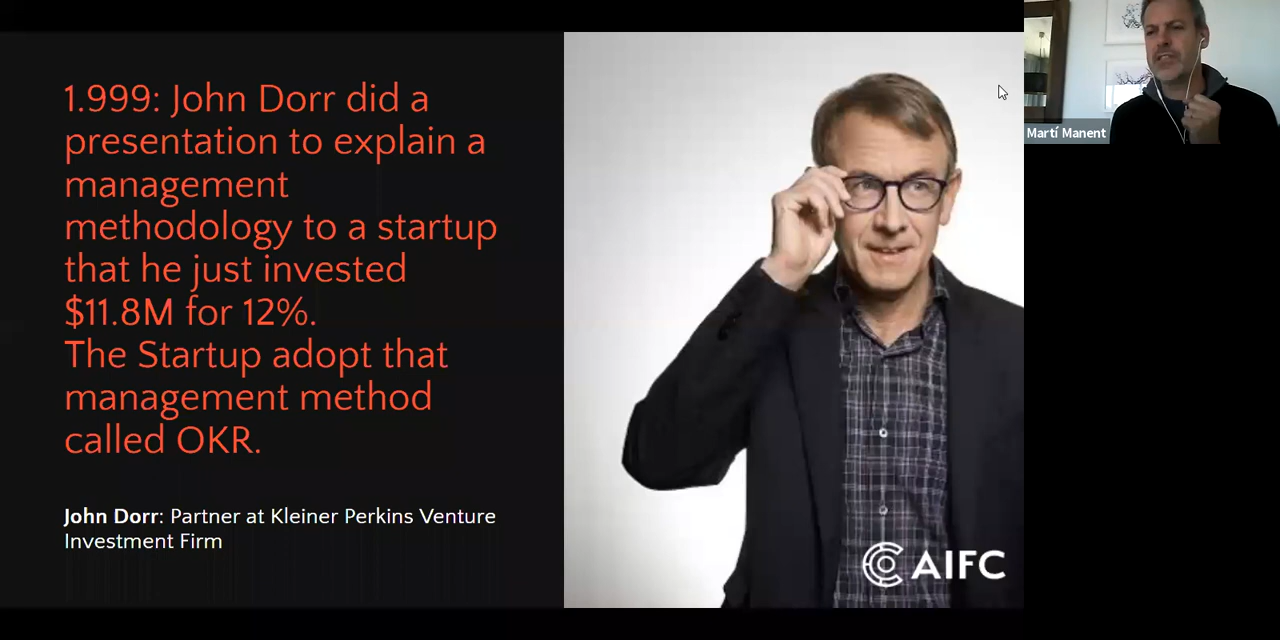 1.999: John Dorr did a
presentation to explain a
management
methodology to a startup
that he just invested
$11.8M for 12%.
The Startup adopt that
management method
called OKR.
John Dorr: Partner at Kleiner Perkins Venture
Investment Firm
AIFC
Martí Manent